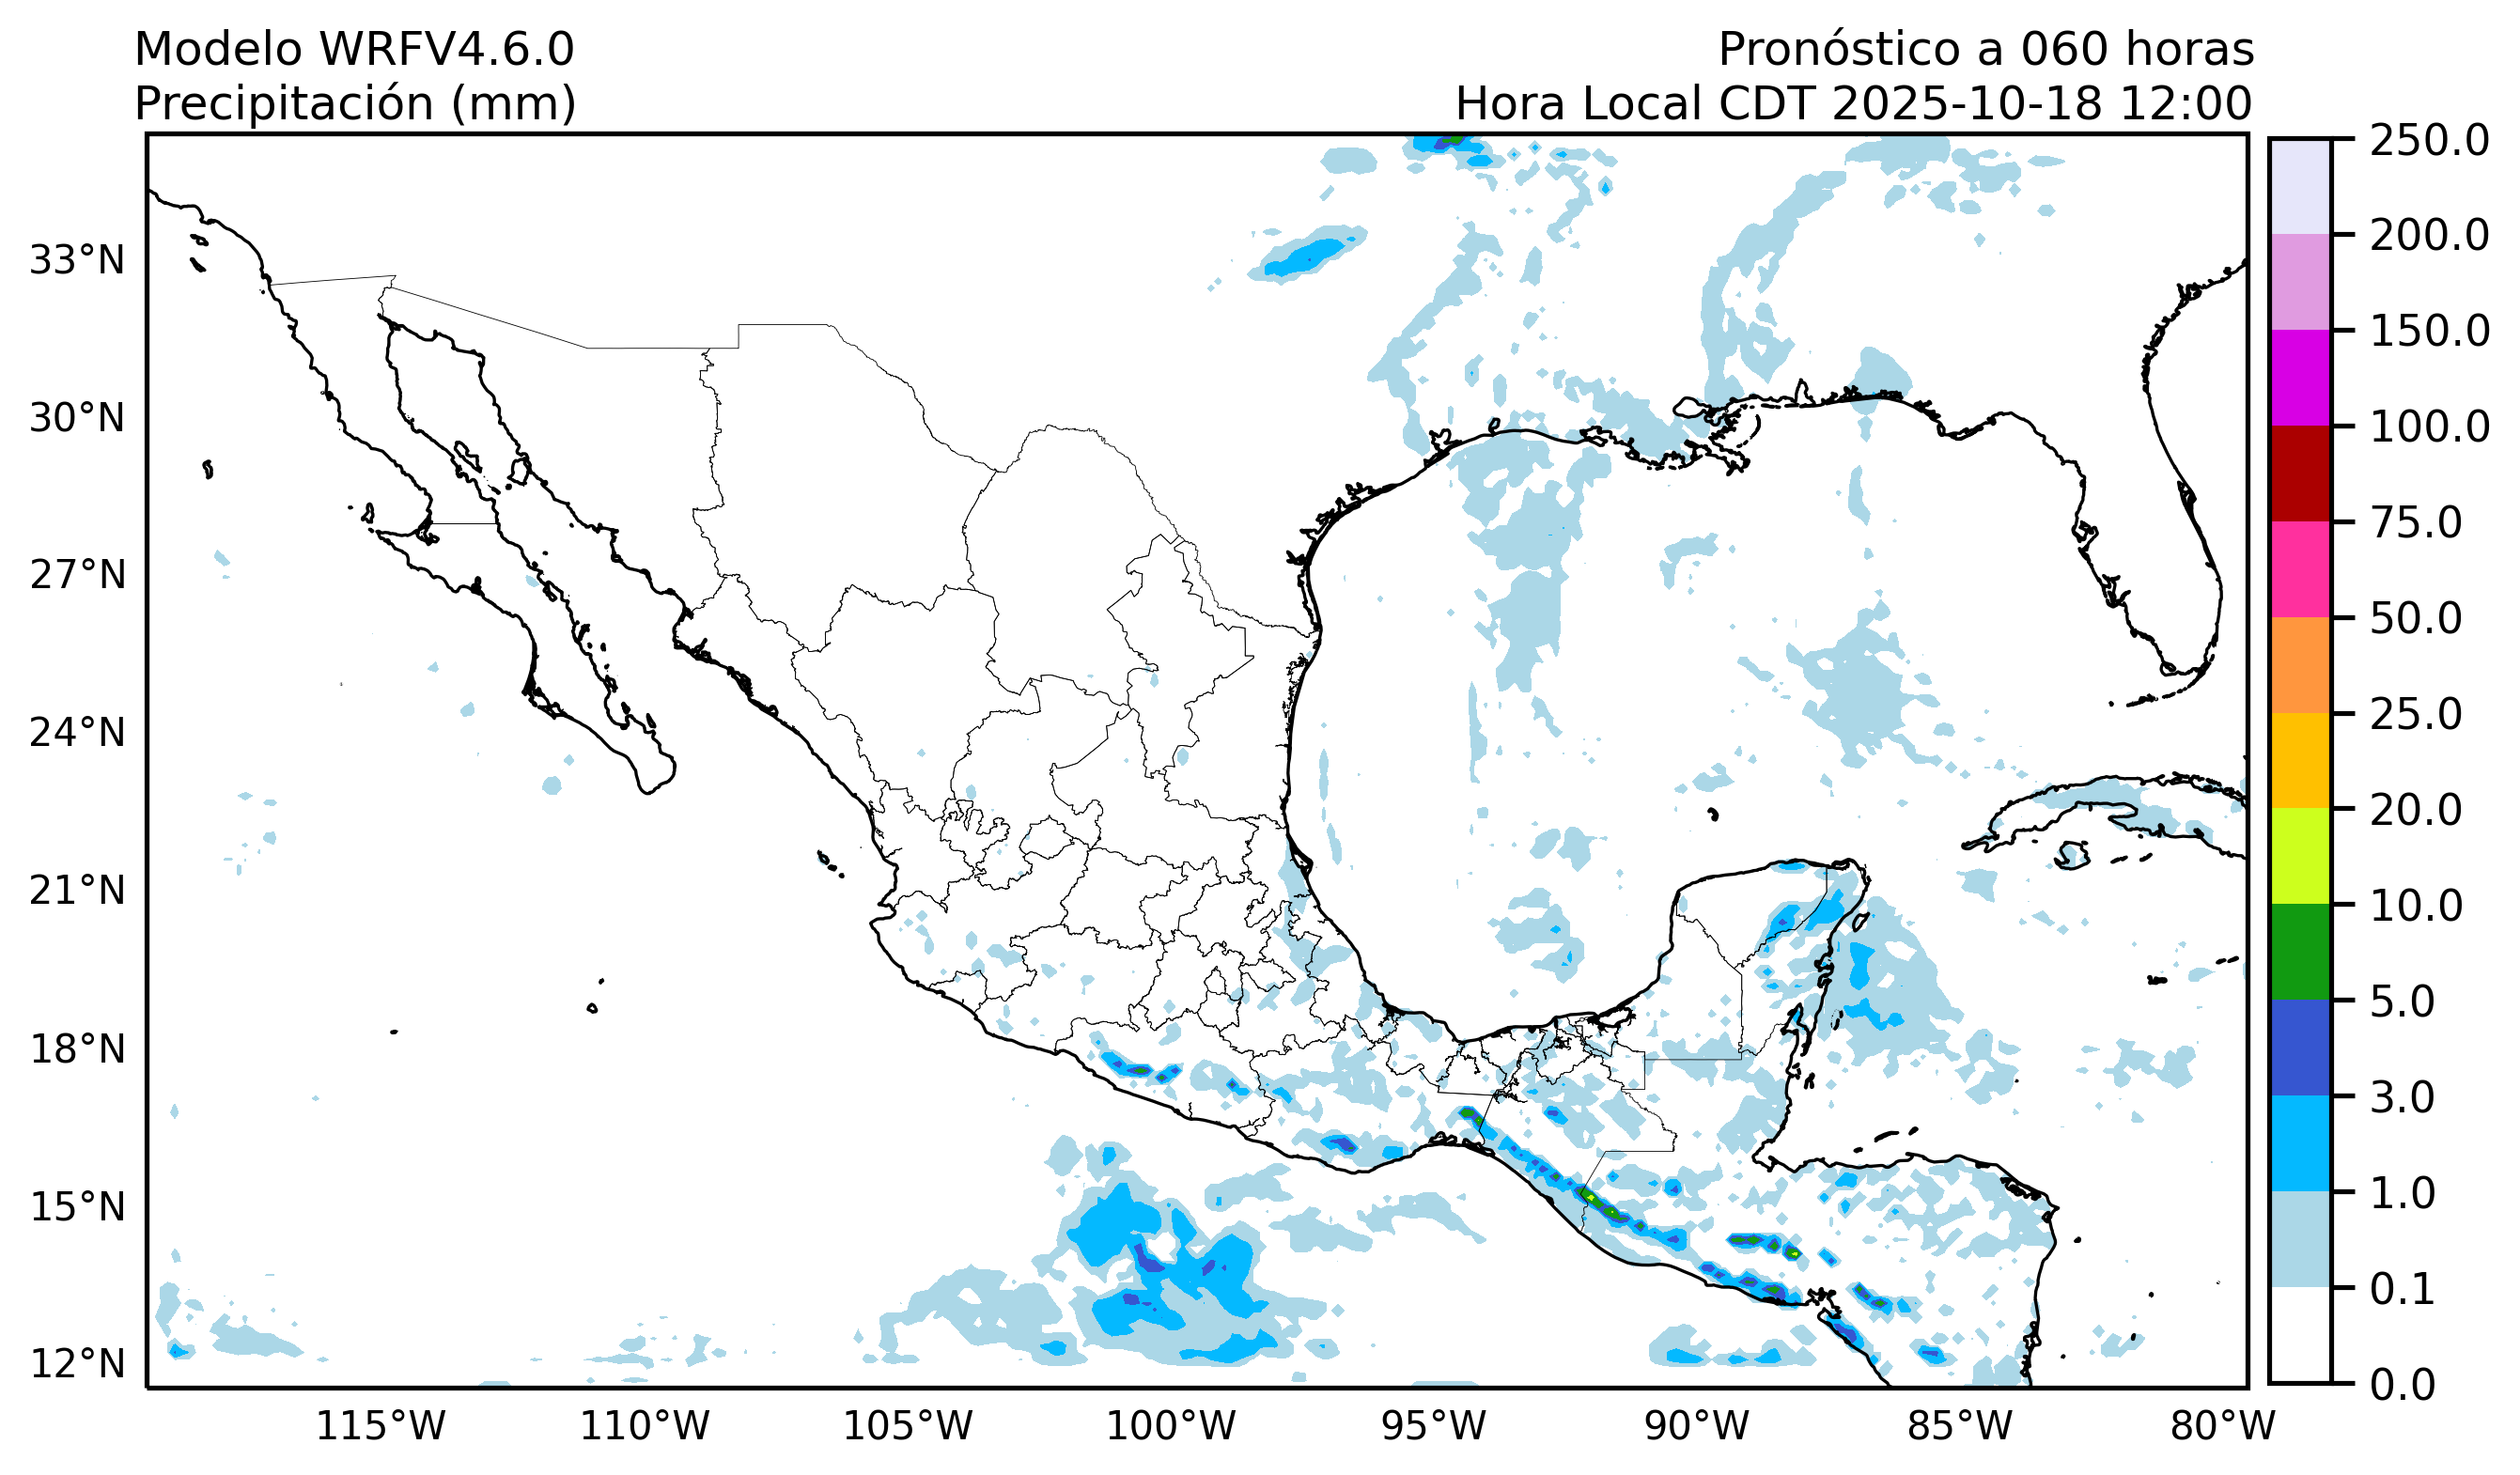 Modelo WRFV4.6.0
Precipitación (mm)
Pronóstico a 060 horas
Hora Local CDT 2025-10-18 12:00
33°N
30°N
27°N
24°N
21°N
18°N
15°N
12°N
115°W
110°W
105°W
100°W
95°W
90°W
85°W
80°W
250.0
200.0
150.0
100.0
75.0
50.0
25.0
20.0
10.0
5.0
3.0
1.0
0.1
0.0